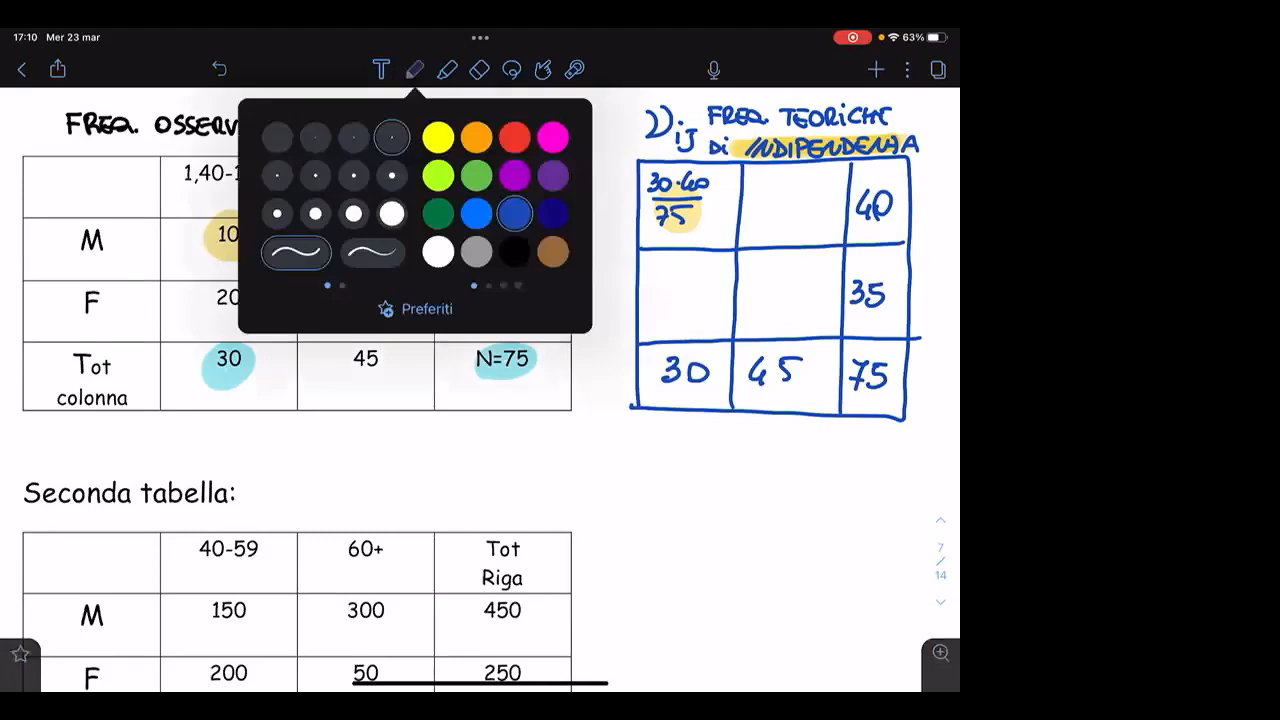 17:10 Mer 23 mar
63%
T
Preferiti
FREQ. OSSERV
1,40-1
M 10
F 20
Tot
colonna
30 45 N=75
ν̂ij FREQ. TEORICHE
DI INDIPENDENZA
30·40
75
40
35
30 45 75
Seconda tabella:
40-59 60+ Tot
Riga
M 150 300 450
F 200 50 250
7
/
14